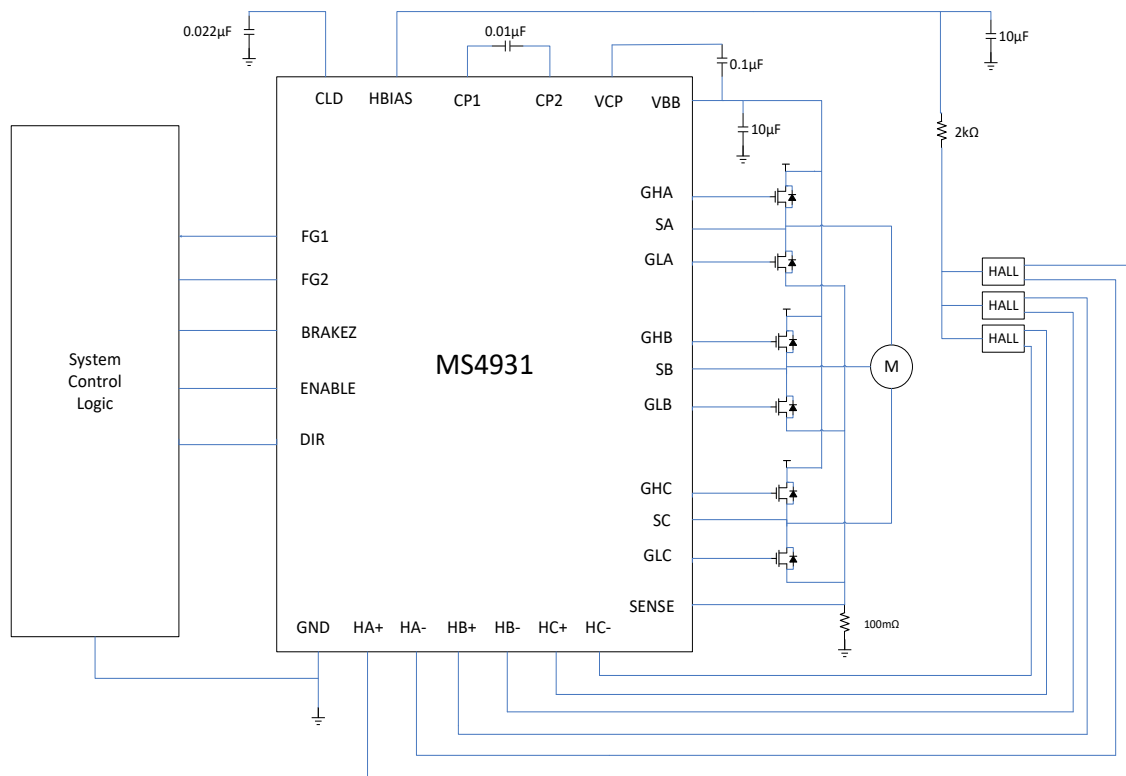 0.022µF
0.01µF
0.1µF
10µF
10µF
2kΩ
CLD
HBIAS
CP1
CP2
VCP
VBB
System
Control
Logic
FG1
FG2
BRAKEZ
ENABLE
DIR
MS4931
GHA
SA
GLA
GHB
SB
GLB
GHC
SC
GLC
SENSE
M
HALL
HALL
HALL
100mΩ
GND
HA+
HA-
HB+
HB-
HC+
HC-